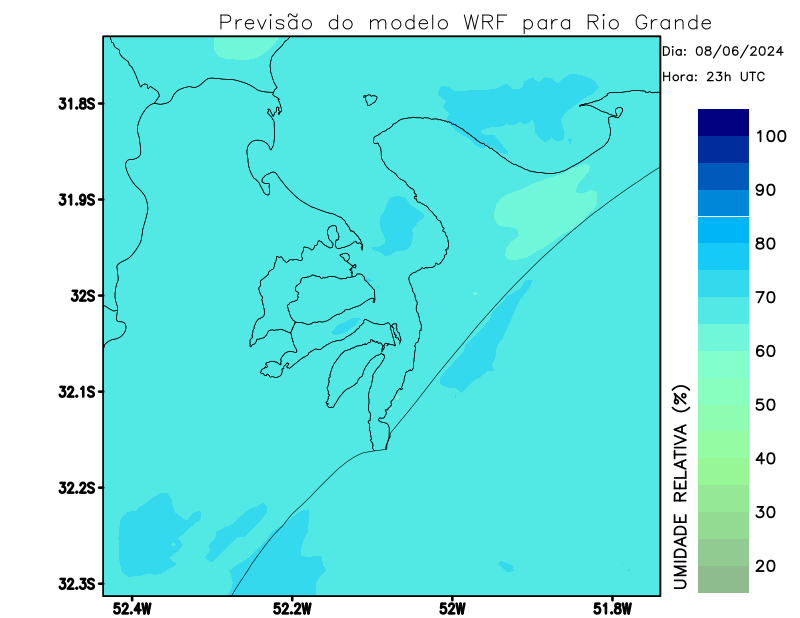 Previsão do modelo WRF para Rio Grande
Dia: 08/06/2024
Hora: 23h UTC
31.8S
31.9S
32S
32.1S
32.2S
32.3S
52.4W
52.2W
52W
51.8W
100
90
80
70
60
50
40
30
20
UMIDADE RELATIVA (%)